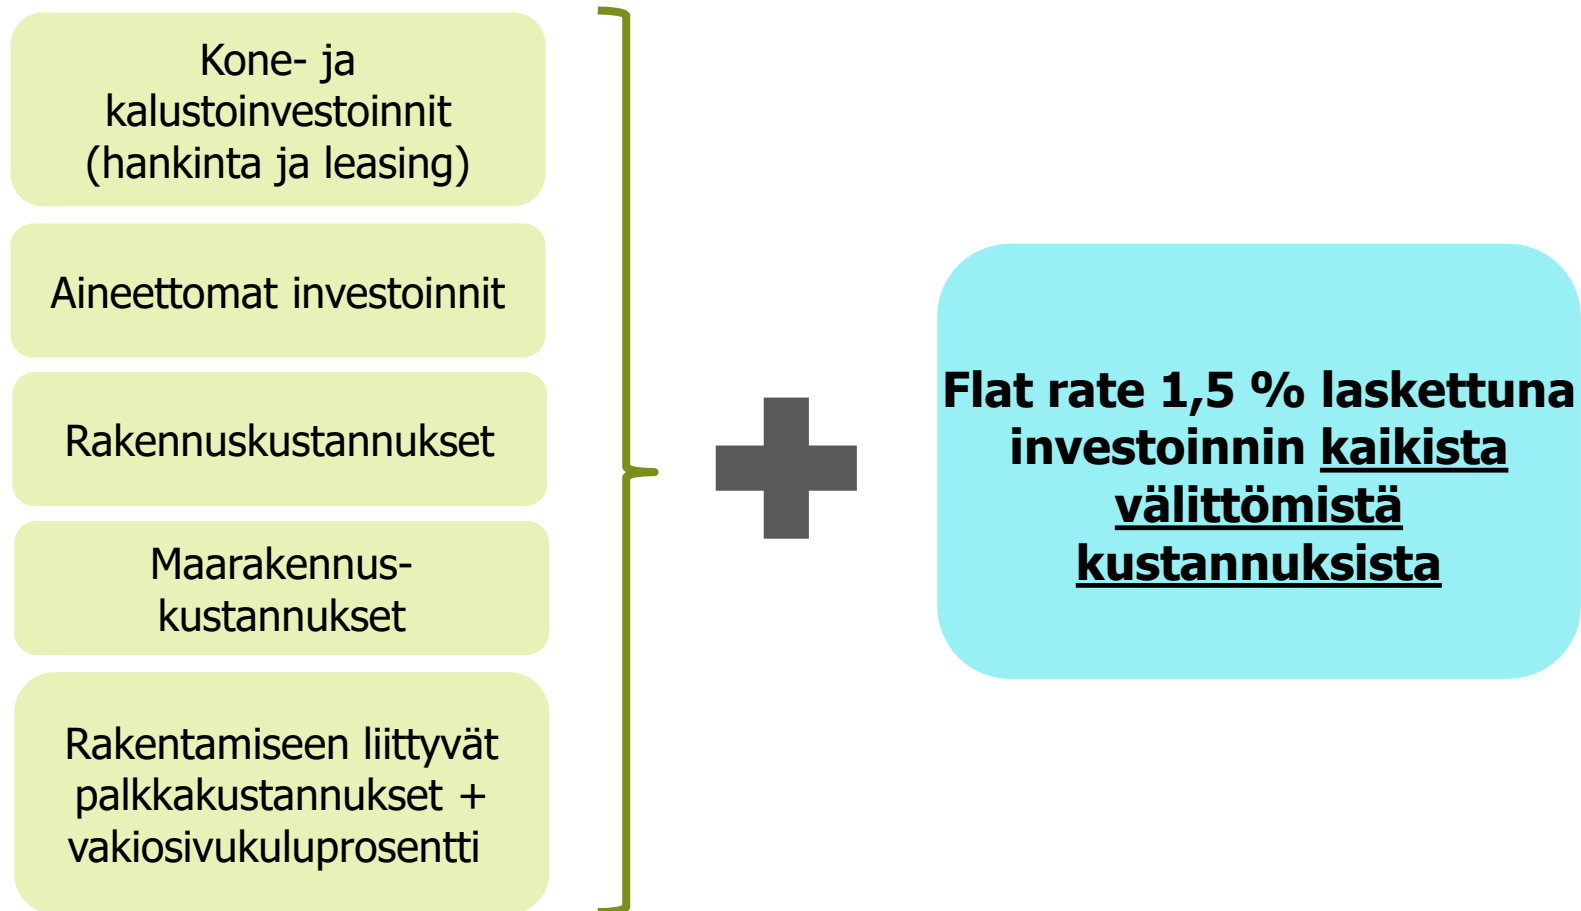 Kone- ja
kalustoinvestoinnit
(hankinta ja leasing)
Aineettomat investoinnit
Rakennuskustannukset
Maarakennus-
kustannukset
Rakentamiseen liittyvät
palkkakustannukset +
vakiosivukuluprosentti
Flat rate 1,5 % laskettuna
investoinnin kaikista
välittömistä
kustannuksista